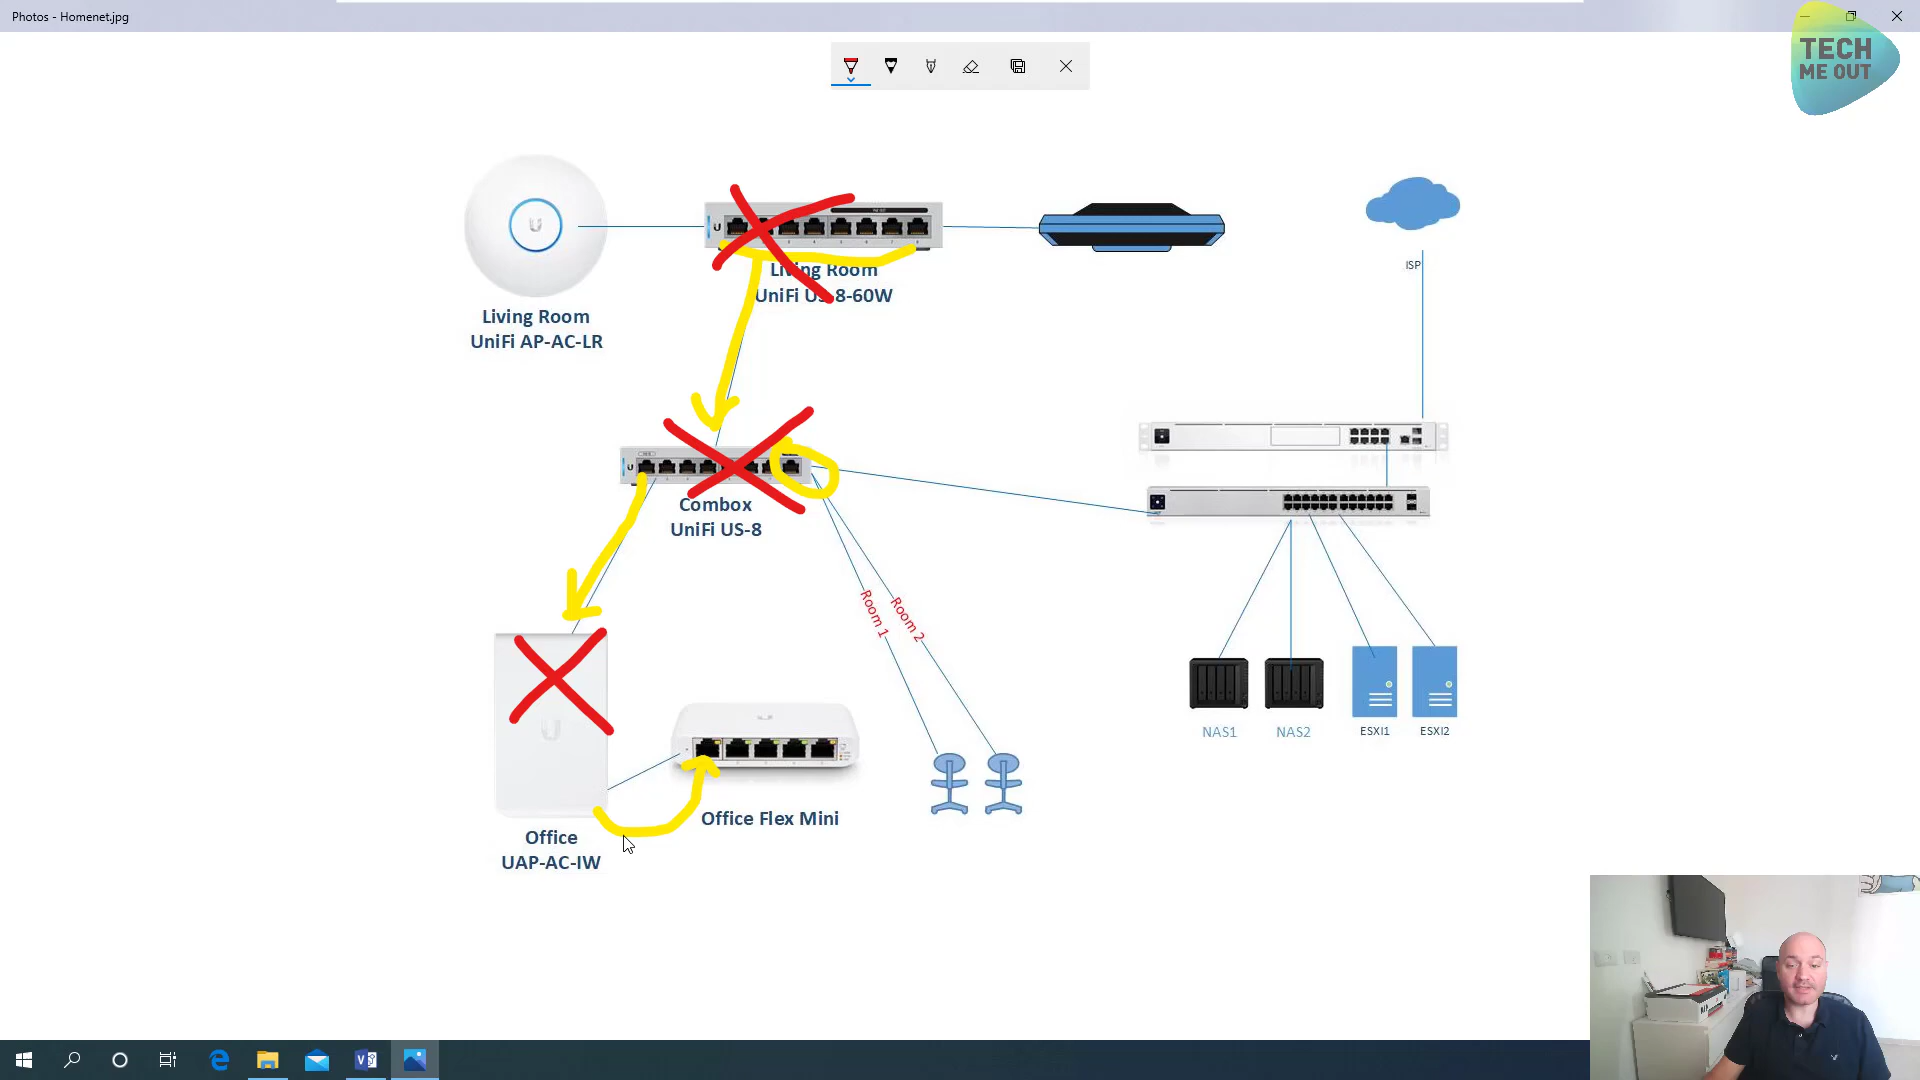 Photos - Homenet.jpg
TECH
ME OUT
Living Room
UniFi US-8-60W
Living Room
UniFi AP-AC-LR
ISP
Combox
UniFi US-8
Room 1
Room 2
NAS1
NAS2
ESXI1
ESXI2
Office Flex Mini
Office
UAP-AC-IW